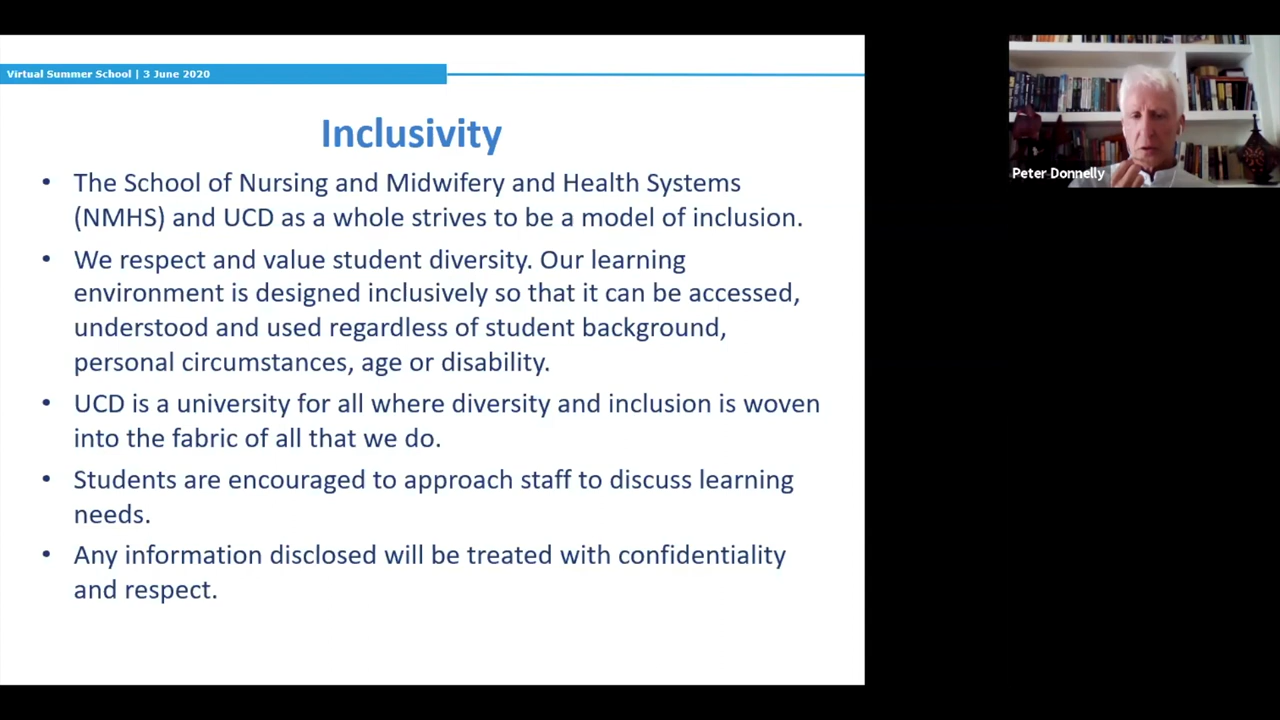 Virtual Summer School | 3 June 2020
Inclusivity
• The School of Nursing and Midwifery and Health Systems
(NMHS) and UCD as a whole strives to be a model of inclusion.
• We respect and value student diversity. Our learning
environment is designed inclusively so that it can be accessed,
understood and used regardless of student background,
personal circumstances, age or disability.
• UCD is a university for all where diversity and inclusion is woven
into the fabric of all that we do.
• Students are encouraged to approach staff to discuss learning
needs.
• Any information disclosed will be treated with confidentiality
and respect.
Peter Donnelly